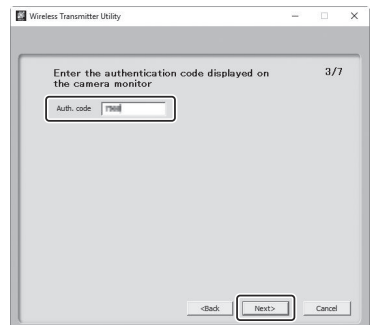 Wireless Transmitter Utility
Enter the authentication code displayed on
the camera monitor
3/7
Auth. code
<Back
Next>
Cancel